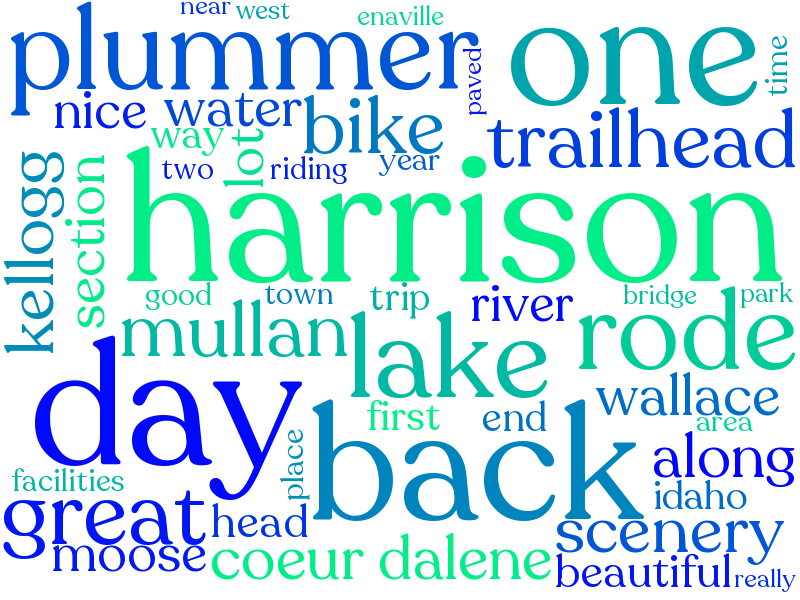 near west enaville
plummer one
paved time
nice water bike trailhead
way lot year
two riding
kellogg section harrison
good town trip river bridge park
mullan lake rode
day wallace
first end area
back along
place
facilities idaho
great head scenery
moose coeur dalene beautiful really